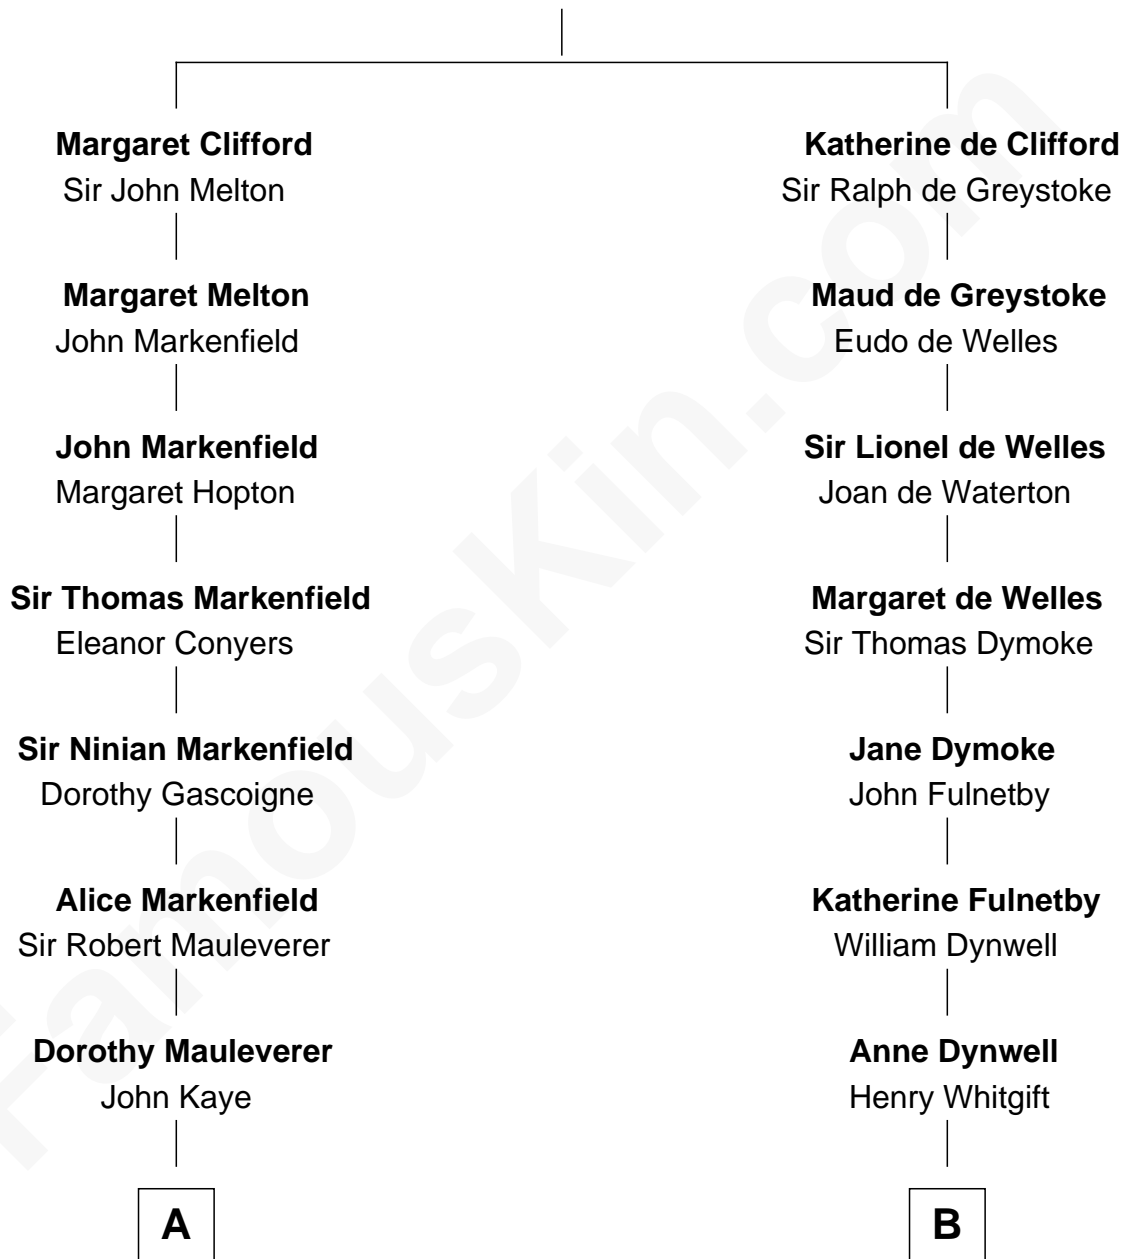 Margaret Clifford
Sir John Melton
Margaret Melton
John Markenfield
John Markenfield
Margaret Hopton
Sir Thomas Markenfield
Eleanor Conyers
Sir Ninian Markenfield
Dorothy Gascoigne
Alice Markenfield
Sir Robert Mauleverer
Dorothy Mauleverer
John Kaye
A
Katherine de Clifford
Sir Ralph de Greystoke
Maud de Greystoke
Eudo de Welles
Sir Lionel de Welles
Joan de Waterton
Margaret de Welles
Sir Thomas Dymoke
Jane Dymoke
John Fulnetby
Katherine Fulnetby
William Dynwell
Anne Dynwell
Henry Whitgift
B
FamousKin.com